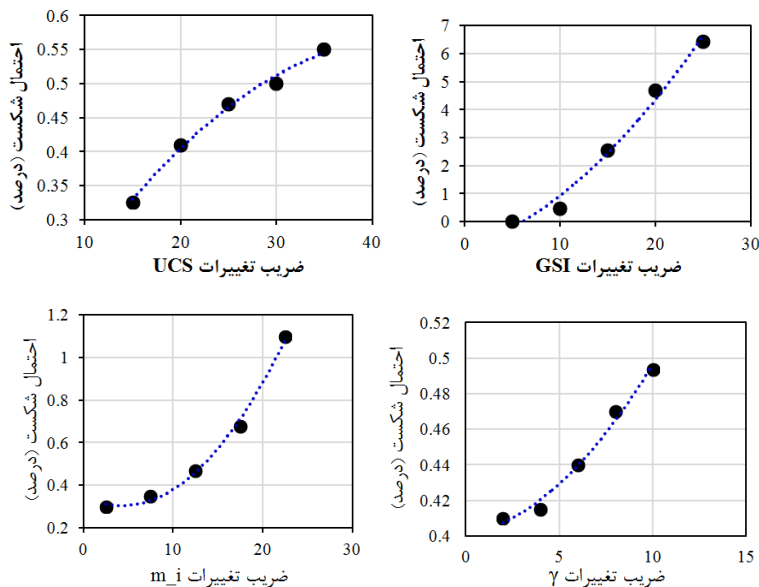 احتمال شکست (درصد)
0.6
0.55
0.5
0.45
0.4
0.35
0.3
10 20 30 40
ضریب تغییرات UCS
احتمال شکست (درصد)
7
6
5
4
3
2
1
0
0 10 20 30
ضریب تغییرات GSI
احتمال شکست (درصد)
1.2
1
0.8
0.6
0.4
0.2
0 10 20 30
ضریب تغییرات m_i
احتمال شکست (درصد)
0.52
0.5
0.48
0.46
0.44
0.42
0.4
0 5 10 15
ضریب تغییرات γ